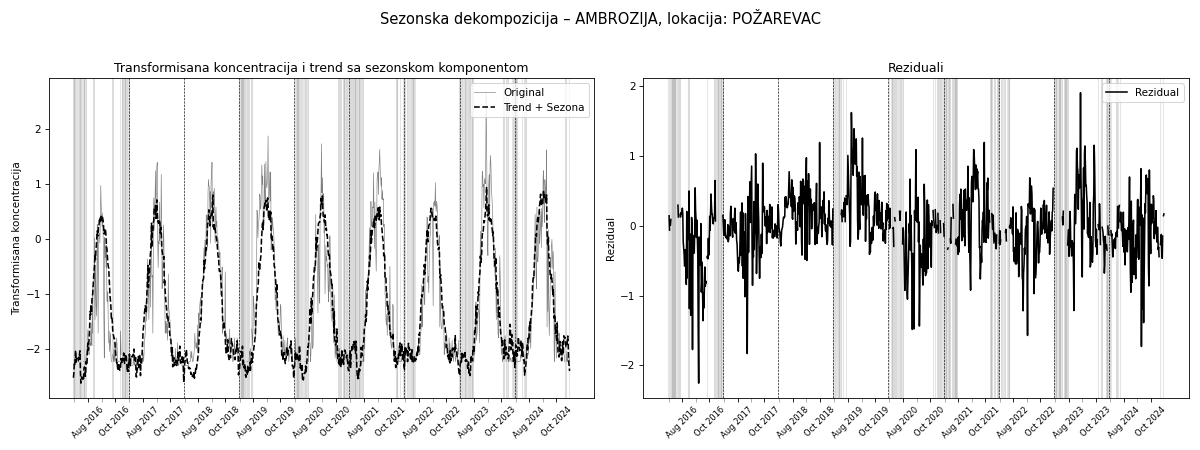 Sezonska dekompozicija – AMBROZIJA, lokacija: POŽAREVAC
Transformisana koncentracija i trend sa sezonskom komponentom
Original
Trend + Sezona
Transformisana koncentracija
2
1
0
−1
−2
Aug 2016
Oct 2016
Aug 2017
Oct 2017
Aug 2018
Oct 2018
Aug 2019
Oct 2019
Aug 2020
Oct 2020
Aug 2021
Oct 2021
Aug 2022
Oct 2022
Aug 2023
Oct 2023
Aug 2024
Oct 2024
Reziduali
Rezidual
Rezidual
2
1
0
−1
−2
Aug 2016
Oct 2016
Aug 2017
Oct 2017
Aug 2018
Oct 2018
Aug 2019
Oct 2019
Aug 2020
Oct 2020
Aug 2021
Oct 2021
Aug 2022
Oct 2022
Aug 2023
Oct 2023
Aug 2024
Oct 2024